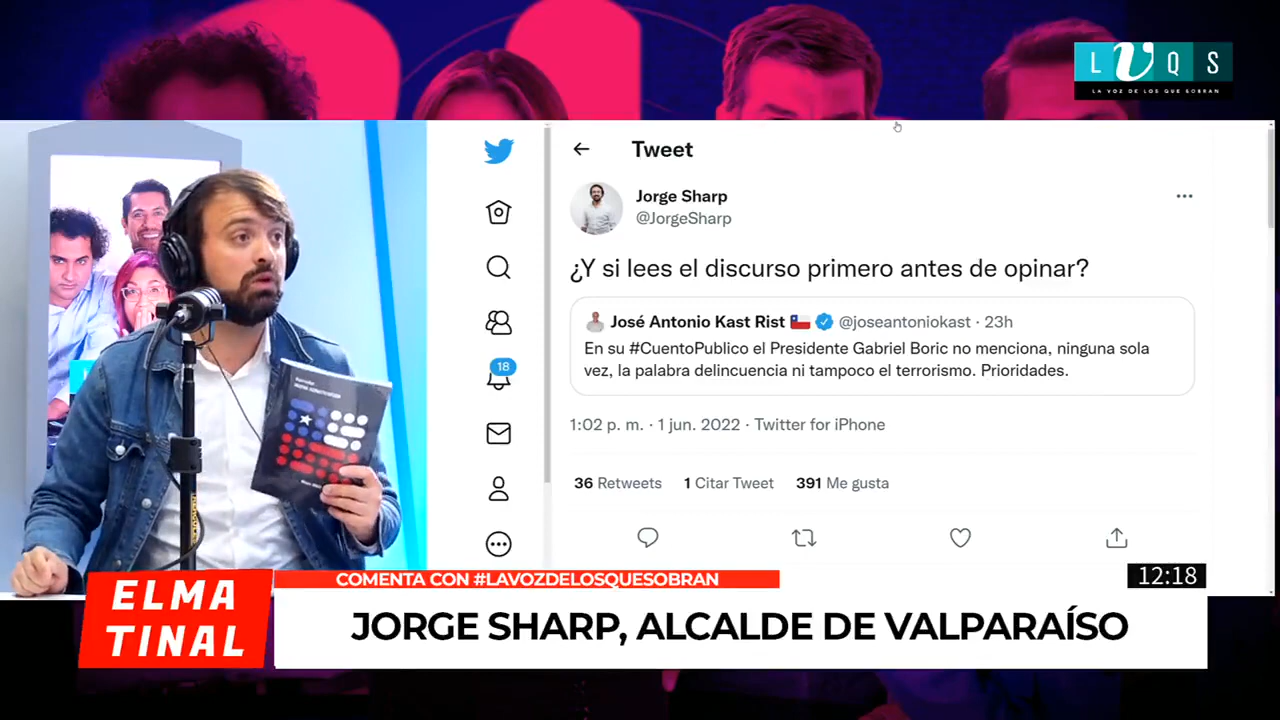 LVQS
LA VOZ DE LOS QUE SOBRAN
Tweet
Jorge Sharp
@JorgeSharp
¿Y si lees el discurso primero antes de opinar?
José Antonio Kast Rist 🇨🇱 @joseantoniokast · 23h
En su #CuentoPublico el Presidente Gabriel Boric no menciona, ninguna sola
vez, la palabra delincuencia ni tampoco el terrorismo. Prioridades.
18
1:02 p. m. · 1 jun. 2022 · Twitter for iPhone
36 Retweets 1 Citar Tweet 391 Me gusta
12:18
COMENTA CON #LAVOZDELOSQUESOBRAN
ELMA
TINAL
JORGE SHARP, ALCALDE DE VALPARAÍSO